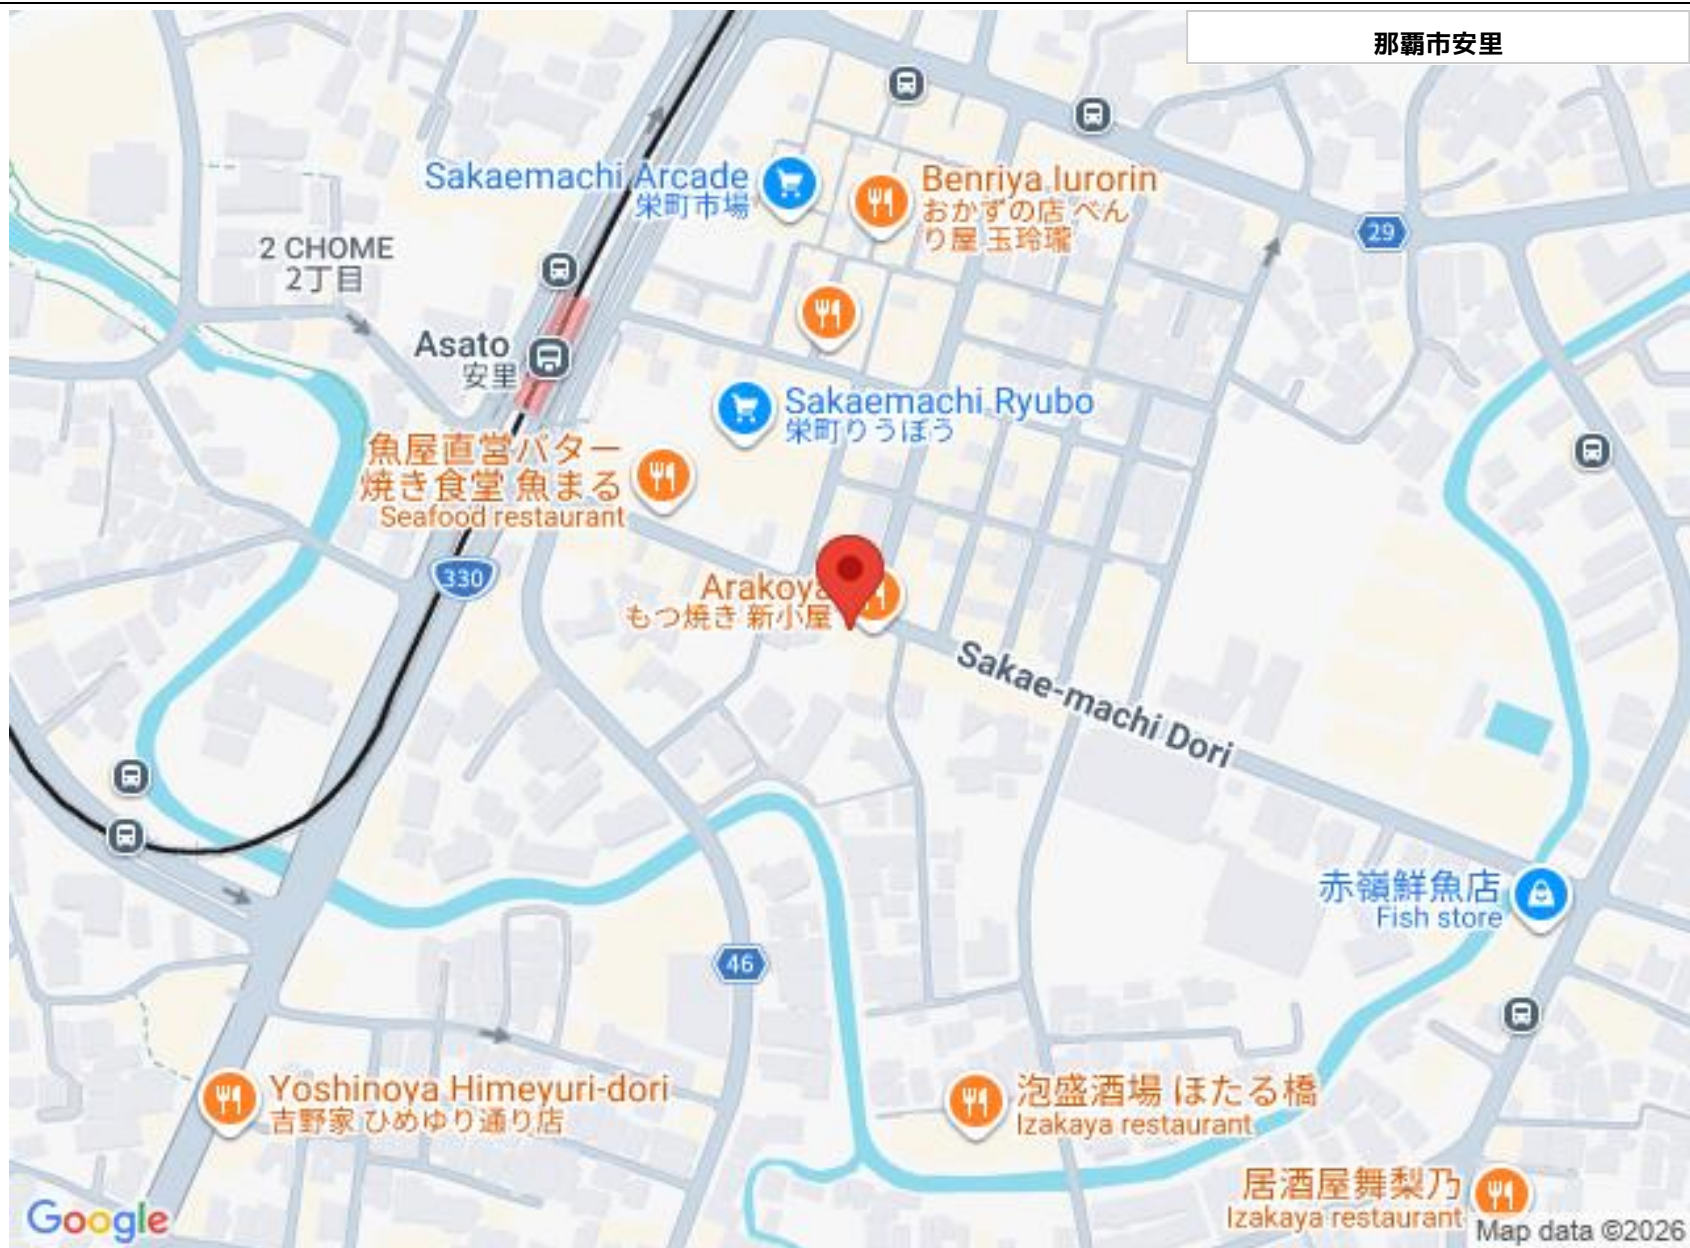 那覇市安里
Sakaemachi Arcade
栄町市場
Benriya Iurorin
おかずの店 べん
り屋 玉玲瓏
29
2 CHOME
2丁目
Asato
安里
Sakaemachi Ryubo
栄町りうぼう
魚屋直営バター
焼き食堂 魚まる
Seafood restaurant
330
Arakoya
もつ焼き 新小屋
Sakae-machi Dori
赤嶺鮮魚店
Fish store
46
Yoshinoya Himeyuri-dori
吉野家 ひめゆり通り店
泡盛酒場 ほたる橋
Izakaya restaurant
居酒屋舞梨乃
Izakaya restaurant
Google
Map data ©2026